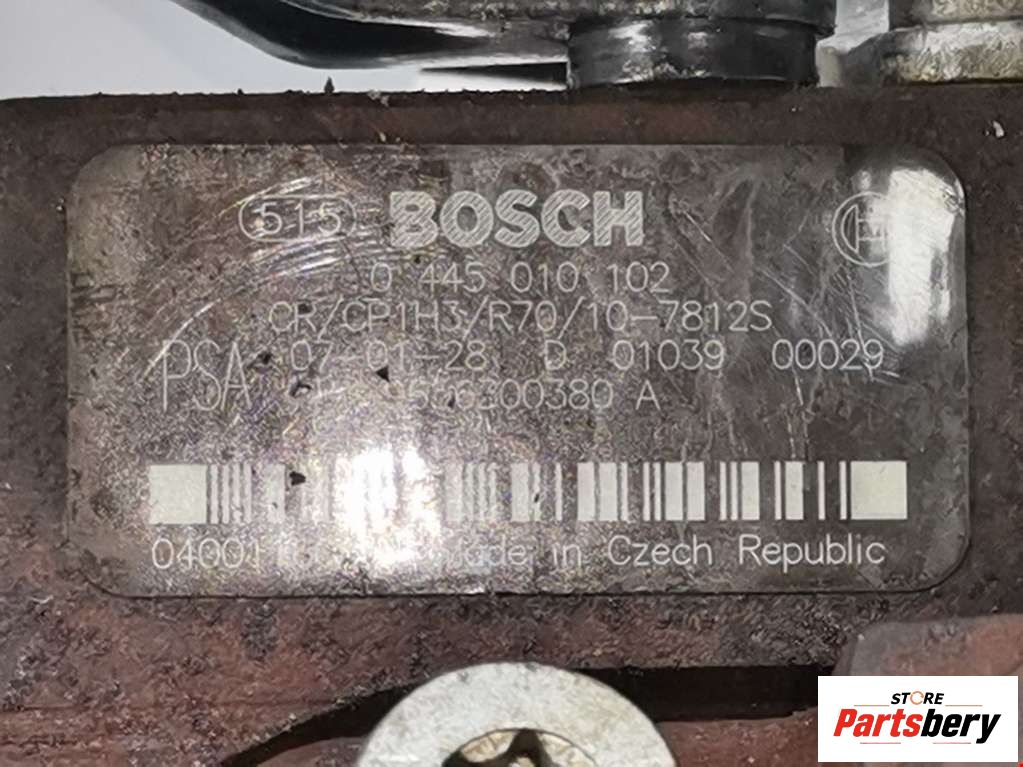 515 BOSCH
0 445 010 102
CR/CP1H3/R70/10-7812S
PSA 07-01-28 D 01039 00029
A
in Czech Republic
STORE
Partsbery